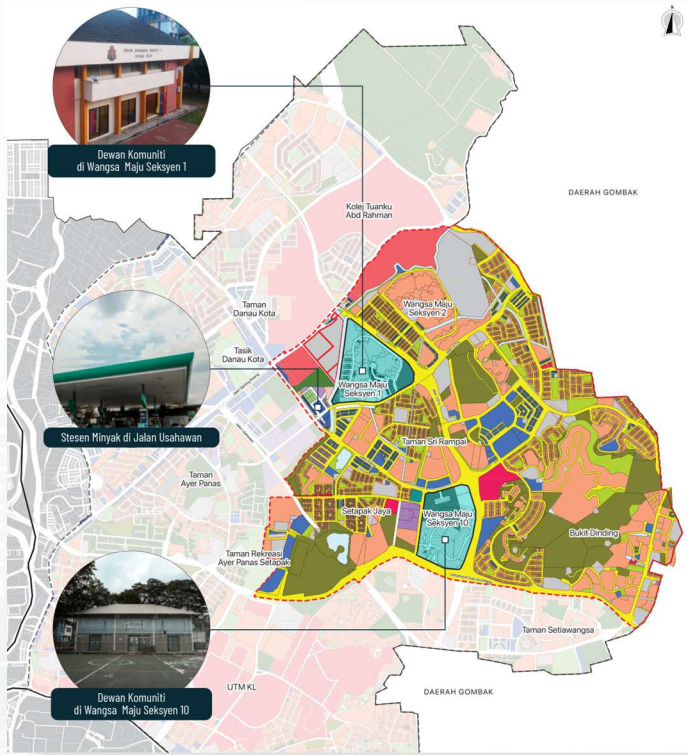 N
Dewan Komuniti
di Wangsa Maju Seksyen 1
DAERAH GOMBAK
Kolej Tuanku
Abd Rahman
Wangsa Maju
Seksyen 2
Taman
Danau Kota
Tasik
Danau Kota
Wangsa Maju
Seksyen 1
Stesen Minyak di Jalan Usahawan
Taman Sri Rampai
Taman
Ayer Panas
Setapak Jaya
Wangsa Maju
Seksyen 10
Bukit Dinding
Taman Rekreasi
Ayer Panas Setapak
Taman Setiawangsa
Dewan Komuniti
di Wangsa Maju Seksyen 10
UTM KL
DAERAH GOMBAK